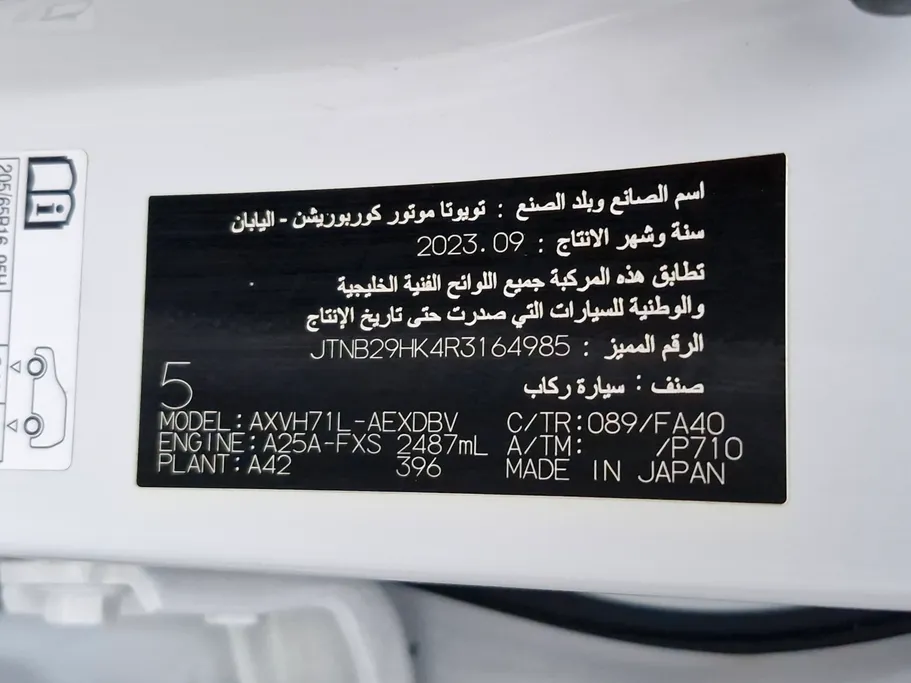 اسم الصانع وبلد الصنع : تويوتا موتور كوربوريشن - اليابان
سنة وشهر الانتاج : 2023.09
تطابق هذه المركبة جميع اللوائح الفنية الخليجية
والوطنية للسيارات التي صدرت حتى تاريخ الإنتاج
الرقم المميز : JTNB29HK4R3164985
صنف : سيارة ركاب
5
MODEL:AXVH71L-AEXDBV C/TR:089/FA40
ENGINE:A25A-FXS 2487mL A/TM: /P710
PLANT:A42 396 MADE IN JAPAN
205/65R16